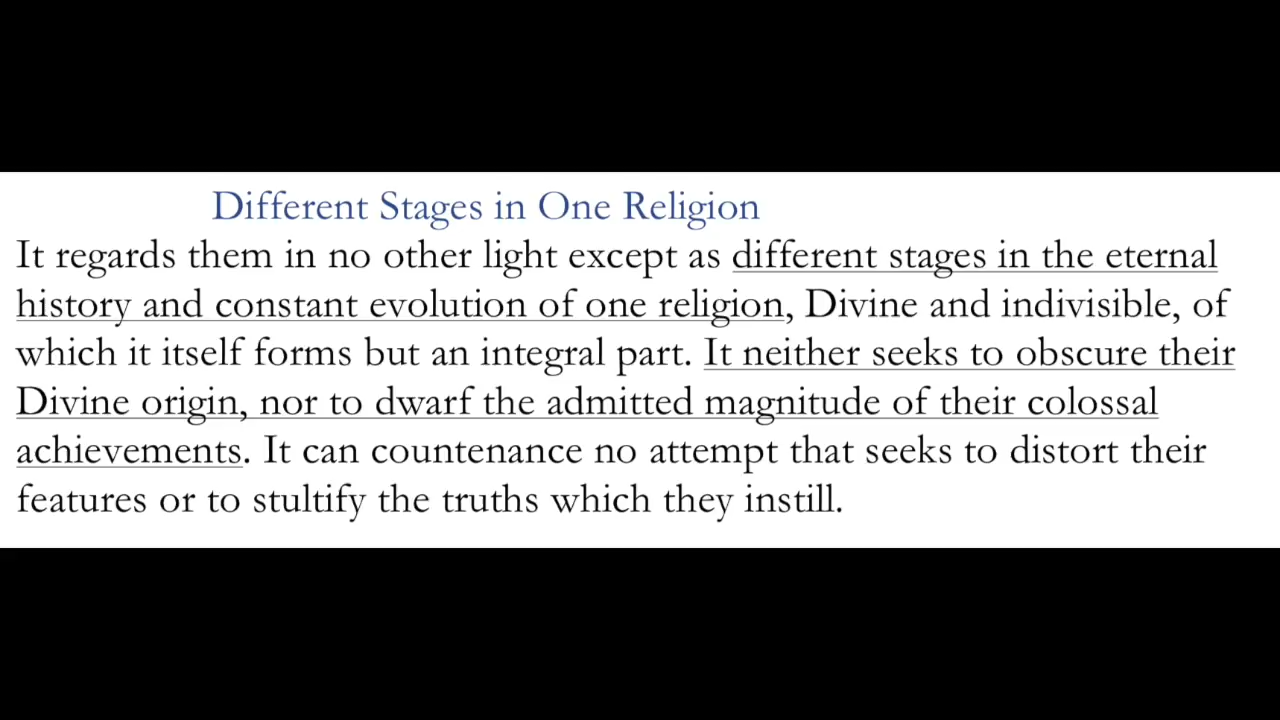 Different Stages in One Religion
It regards them in no other light except as different stages in the eternal
history and constant evolution of one religion, Divine and indivisible, of
which it itself forms but an integral part. It neither seeks to obscure their
Divine origin, nor to dwarf the admitted magnitude of their colossal
achievements. It can countenance no attempt that seeks to distort their
features or to stultify the truths which they instill.